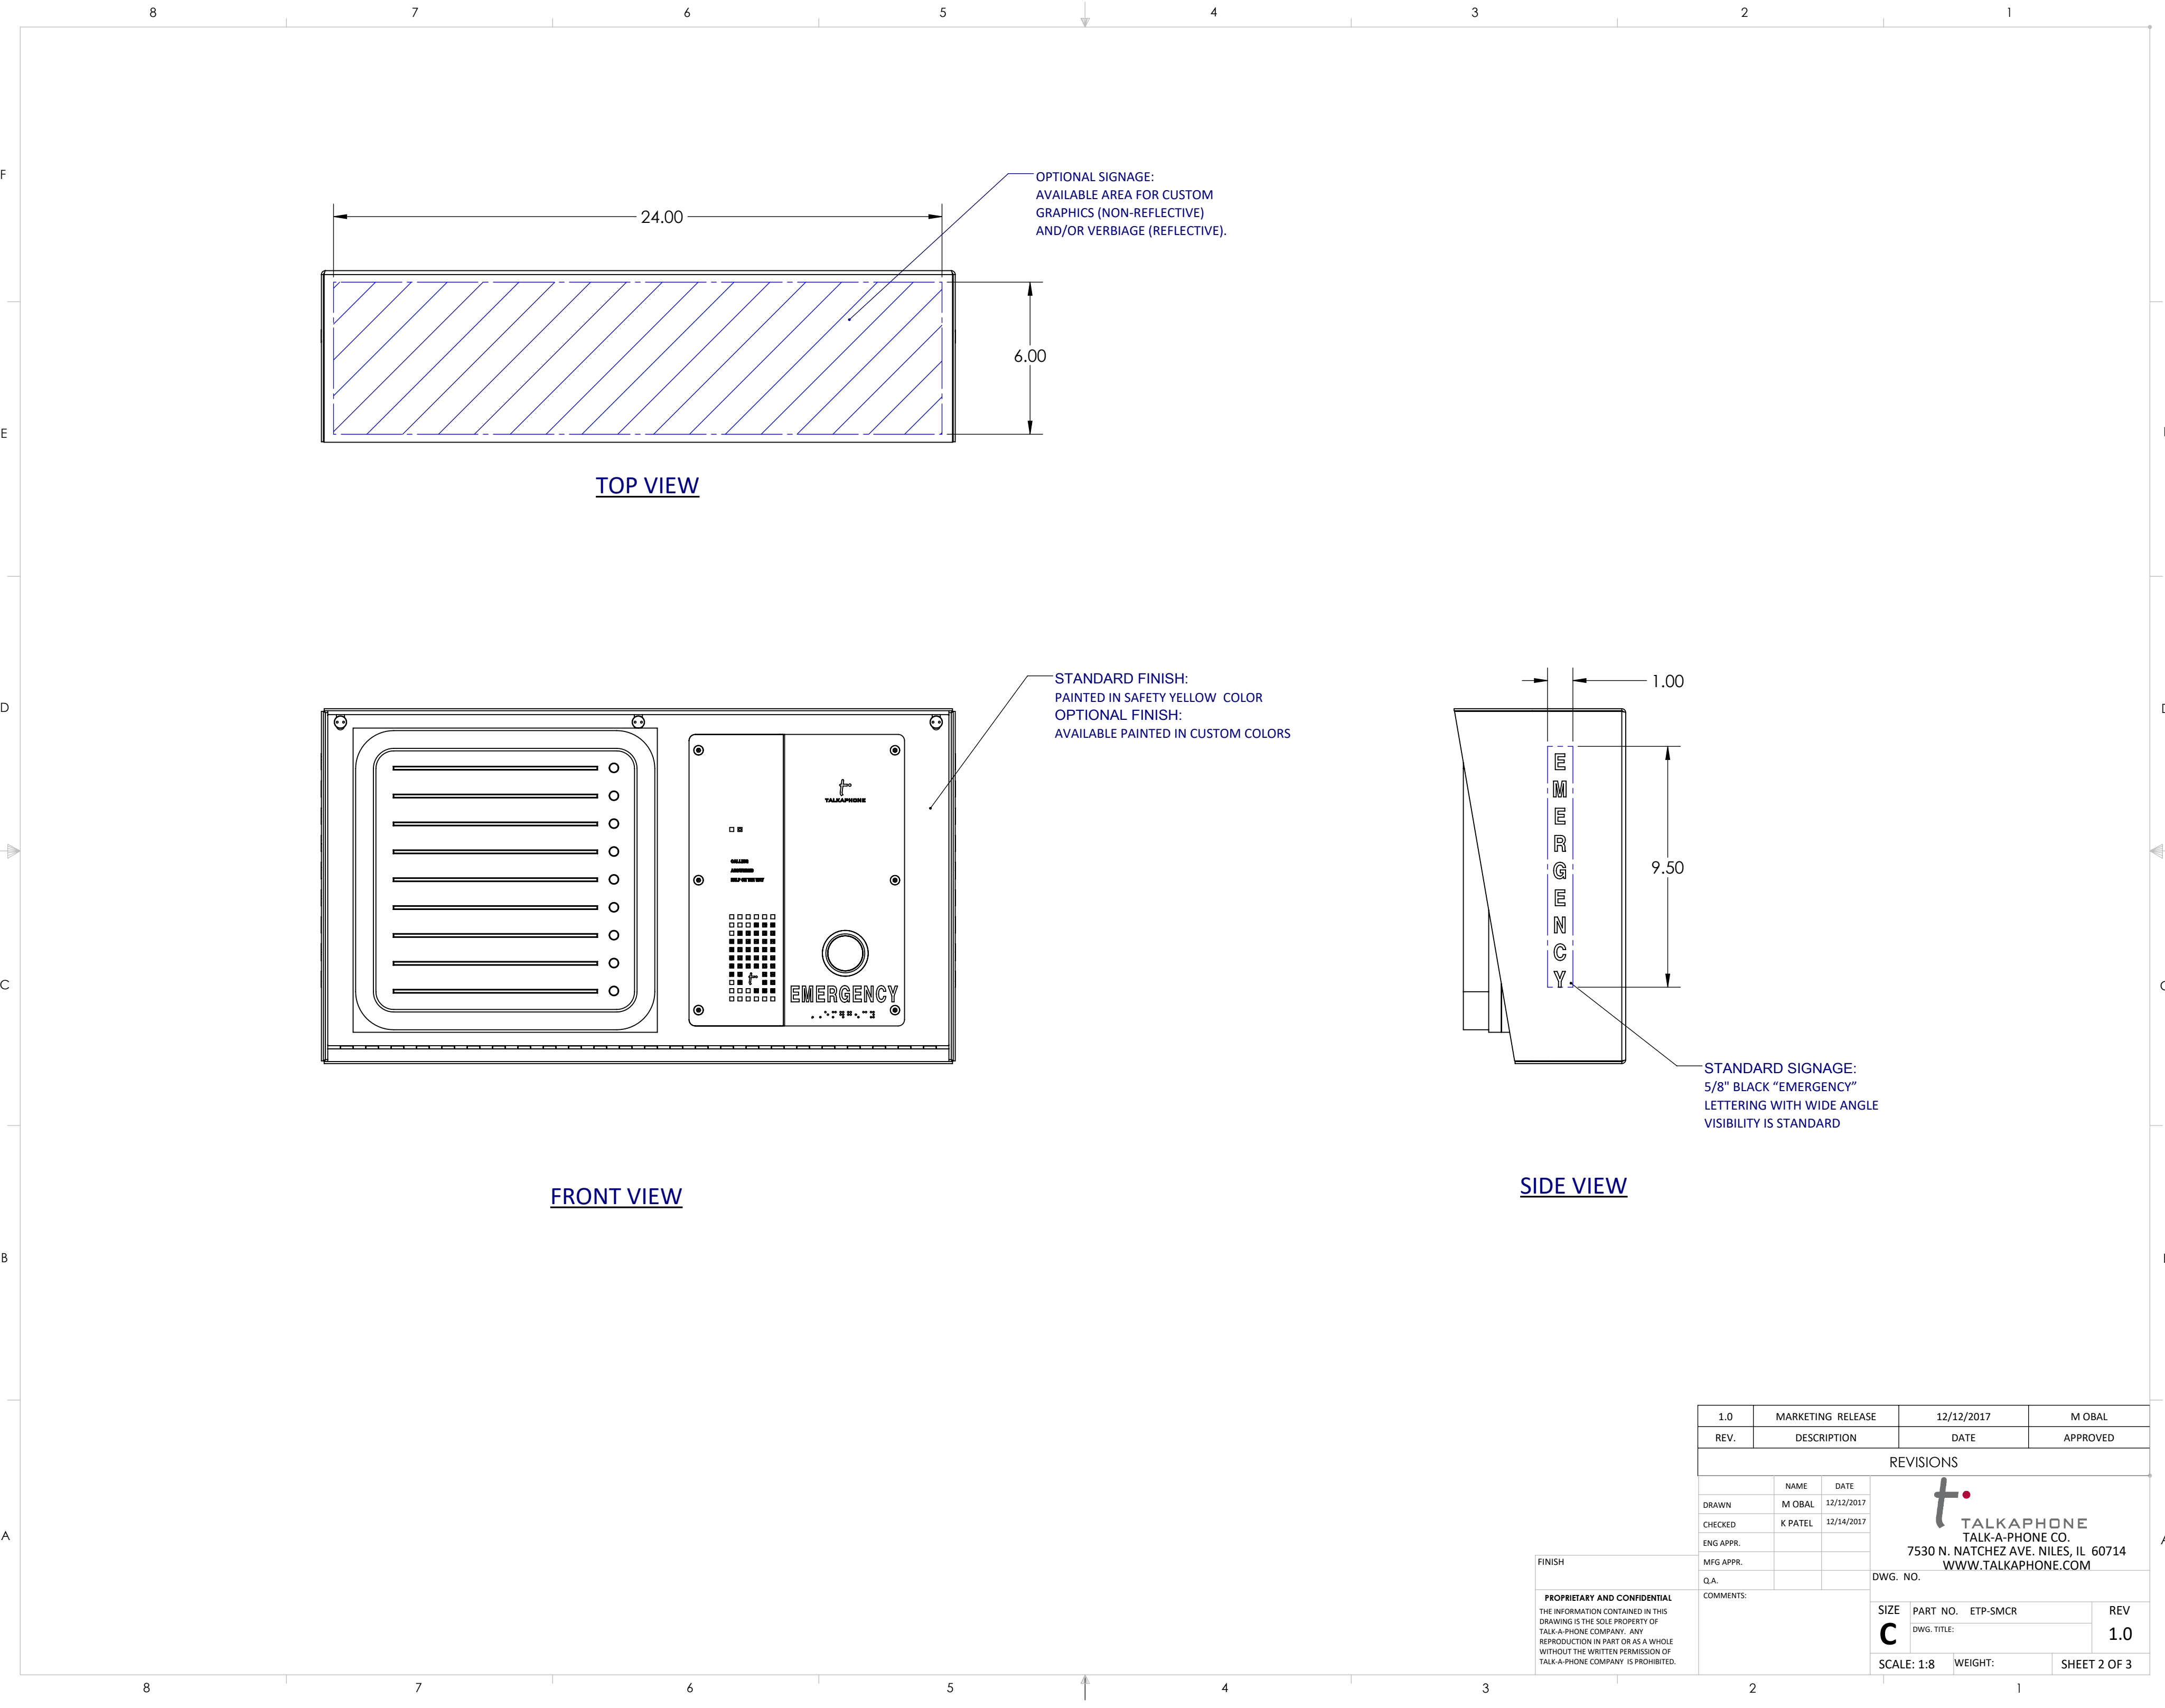 8 7 6 5 4 3 2 1
F
E
D
C
B
A
OPTIONAL SIGNAGE:
AVAILABLE AREA FOR CUSTOM
GRAPHICS (NON-REFLECTIVE)
AND/OR VERBIAGE (REFLECTIVE).
24.00
6.00
TOP VIEW
STANDARD FINISH:
PAINTED IN SAFETY YELLOW COLOR
OPTIONAL FINISH:
AVAILABLE PAINTED IN CUSTOM COLORS
TALKAPHONE
CALLING
ANSWERED
HELP ON THE WAY
EMERGENCY
FRONT VIEW
1.00
EMERGENCY
9.50
STANDARD SIGNAGE:
5/8" BLACK “EMERGENCY”
LETTERING WITH WIDE ANGLE
VISIBILITY IS STANDARD
SIDE VIEW
1.0 MARKETING RELEASE 12/12/2017 M OBAL
REV. DESCRIPTION DATE APPROVED
REVISIONS
NAME DATE
DRAWN M OBAL 12/12/2017
CHECKED K PATEL 12/14/2017
ENG APPR.
MFG APPR.
Q.A.
COMMENTS:
TALKAPHONE
TALK-A-PHONE CO.
7530 N. NATCHEZ AVE. NILES, IL 60714
WWW.TALKAPHONE.COM
DWG. NO.
SIZE
C
PART NO. ETP-SMCR
DWG. TITLE:
REV
1.0
SCALE: 1:8 WEIGHT: SHEET 2 OF 3
FINISH
PROPRIETARY AND CONFIDENTIAL
THE INFORMATION CONTAINED IN THIS
DRAWING IS THE SOLE PROPERTY OF
TALK-A-PHONE COMPANY. ANY
REPRODUCTION IN PART OR AS A WHOLE
WITHOUT THE WRITTEN PERMISSION OF
TALK-A-PHONE COMPANY IS PROHIBITED.
8 7 6 5 4 3 2 1